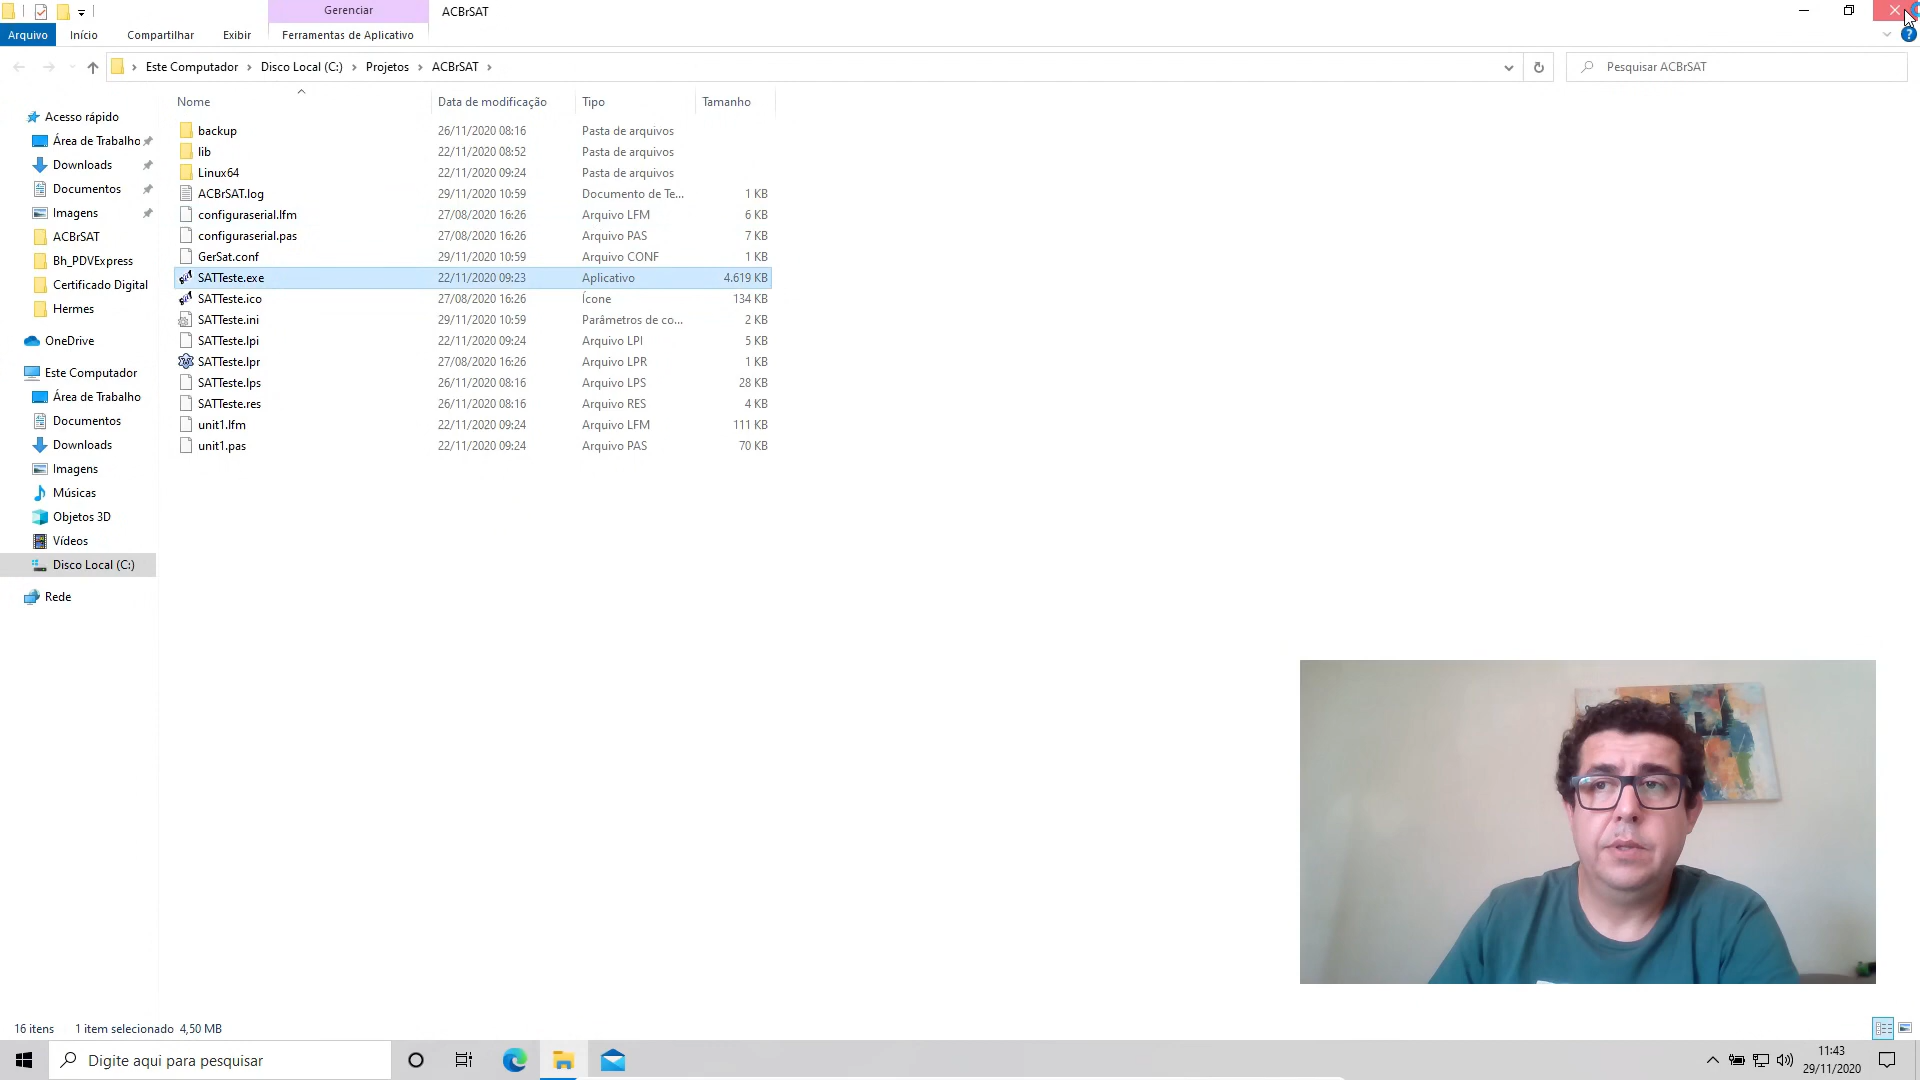 Gerenciar
ACBrSAT
Arquivo
Início
Compartilhar
Exibir
Ferramentas de Aplicativo
Este Computador
Disco Local (C:)
Projetos
ACBrSAT
Pesquisar ACBrSAT
Nome
Data de modificação
Tipo
Tamanho
Acesso rápido
Área de Trabalho
Downloads
Documentos
Imagens
ACBrSAT
Bh_PDVExpress
Certificado Digital
Hermes
OneDrive
Este Computador
Área de Trabalho
Documentos
Downloads
Imagens
Músicas
Objetos 3D
Vídeos
Disco Local (C:)
Rede
backup 26/11/2020 08:16 Pasta de arquivos
lib 22/11/2020 08:52 Pasta de arquivos
Linux64 22/11/2020 09:24 Pasta de arquivos
ACBrSAT.log 29/11/2020 10:59 Documento de Te... 1 KB
configuraserial.lfm 27/08/2020 16:26 Arquivo LFM 6 KB
configuraserial.pas 27/08/2020 16:26 Arquivo PAS 7 KB
GerSat.conf 29/11/2020 10:59 Arquivo CONF 1 KB
SATTeste.exe 22/11/2020 09:23 Aplicativo 4.619 KB
SATTeste.ico 27/08/2020 16:26 Ícone 134 KB
SATTeste.ini 29/11/2020 10:59 Parâmetros de co... 2 KB
SATTeste.lpi 22/11/2020 09:24 Arquivo LPI 5 KB
SATTeste.lpr 27/08/2020 16:26 Arquivo LPR 1 KB
SATTeste.lps 26/11/2020 08:16 Arquivo LPS 28 KB
SATTeste.res 26/11/2020 08:16 Arquivo RES 4 KB
unit1.lfm 22/11/2020 09:24 Arquivo LFM 111 KB
unit1.pas 22/11/2020 09:24 Arquivo PAS 70 KB
16 itens 1 item selecionado 4,50 MB
Digite aqui para pesquisar
11:43
29/11/2020